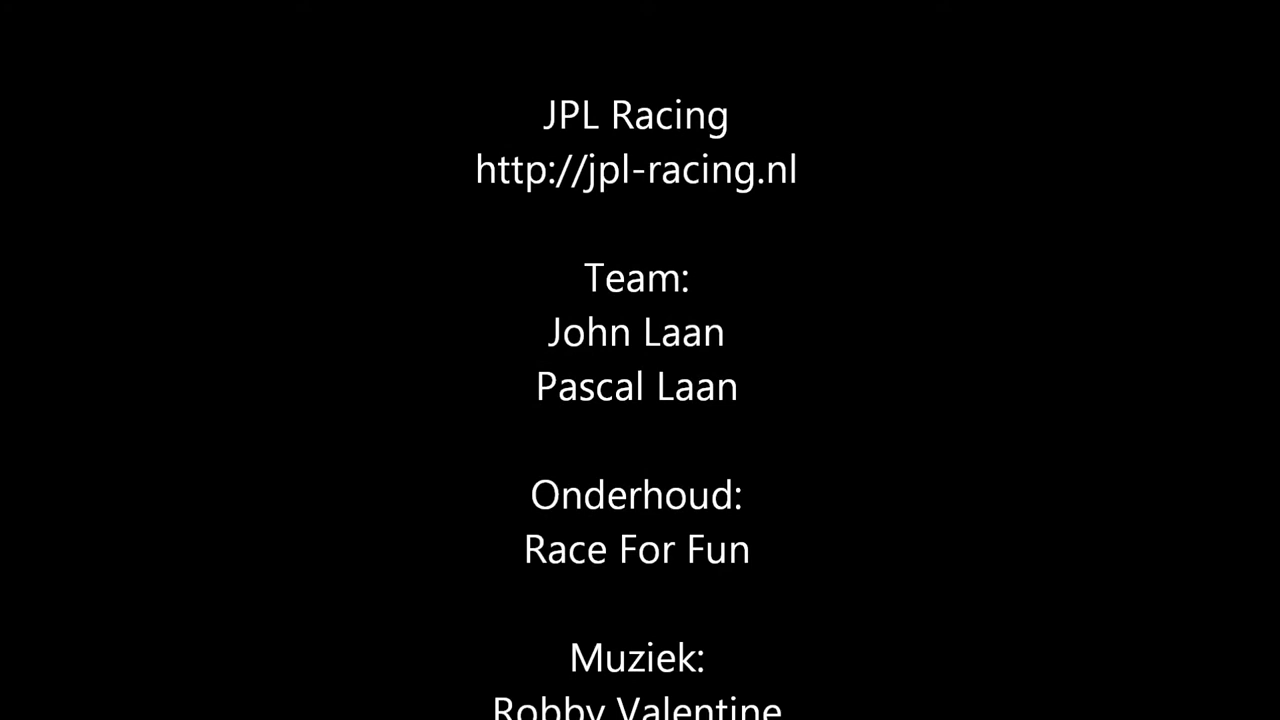 JPL Racing
http://jpl-racing.nl
Team:
John Laan
Pascal Laan
Onderhoud:
Race For Fun
Muziek:
Robby Valentine